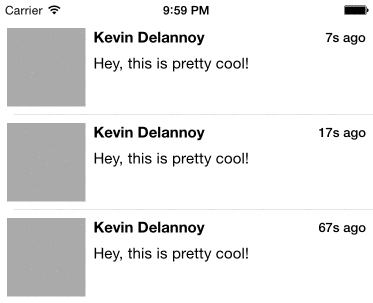 Carrier 9:59 PM
Kevin Delannoy 7s ago
Hey, this is pretty cool!
Kevin Delannoy 17s ago
Hey, this is pretty cool!
Kevin Delannoy 67s ago
Hey, this is pretty cool!